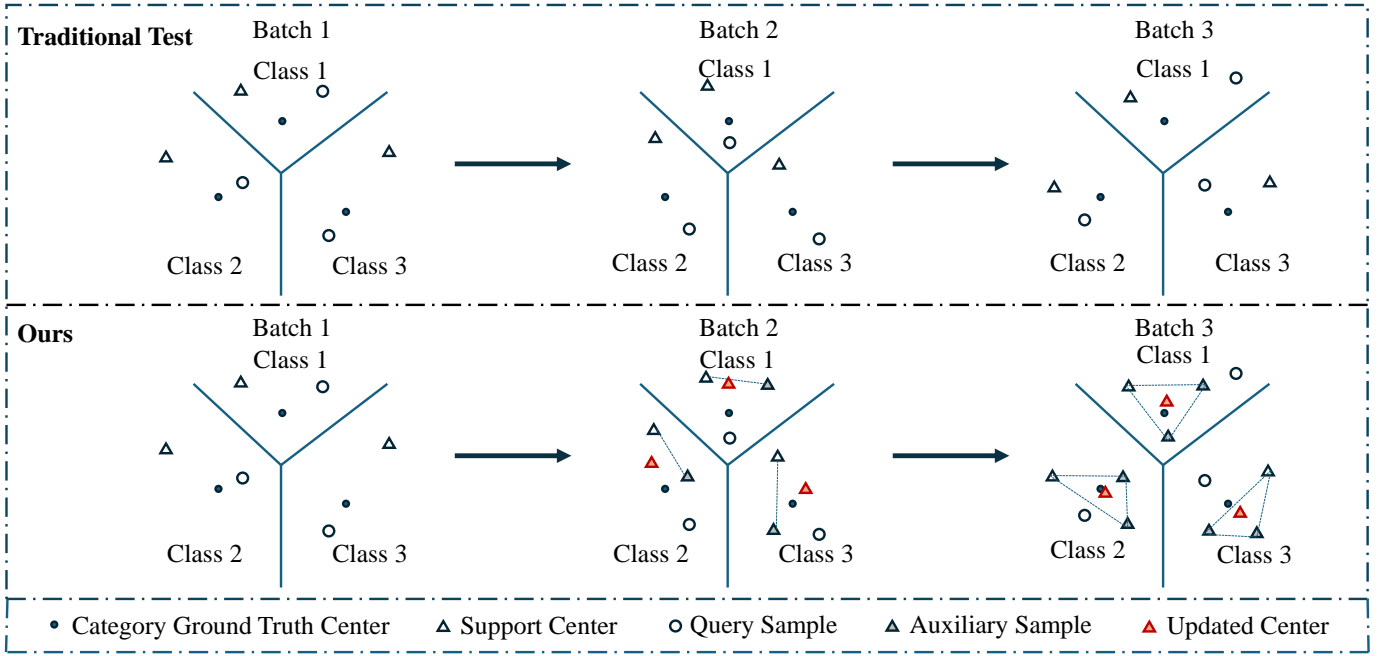 Traditional Test
Batch 1
Batch 2
Batch 3
Class 1
Class 1
Class 1
Class 2
Class 3
Class 2
Class 3
Class 2
Class 3
Ours
Batch 1
Batch 2
Batch 3
Class 1
Class 1
Class 1
Class 2
Class 3
Class 2
Class 3
Class 2
Class 3
Category Ground Truth Center
Support Center
Query Sample
Auxiliary Sample
Updated Center